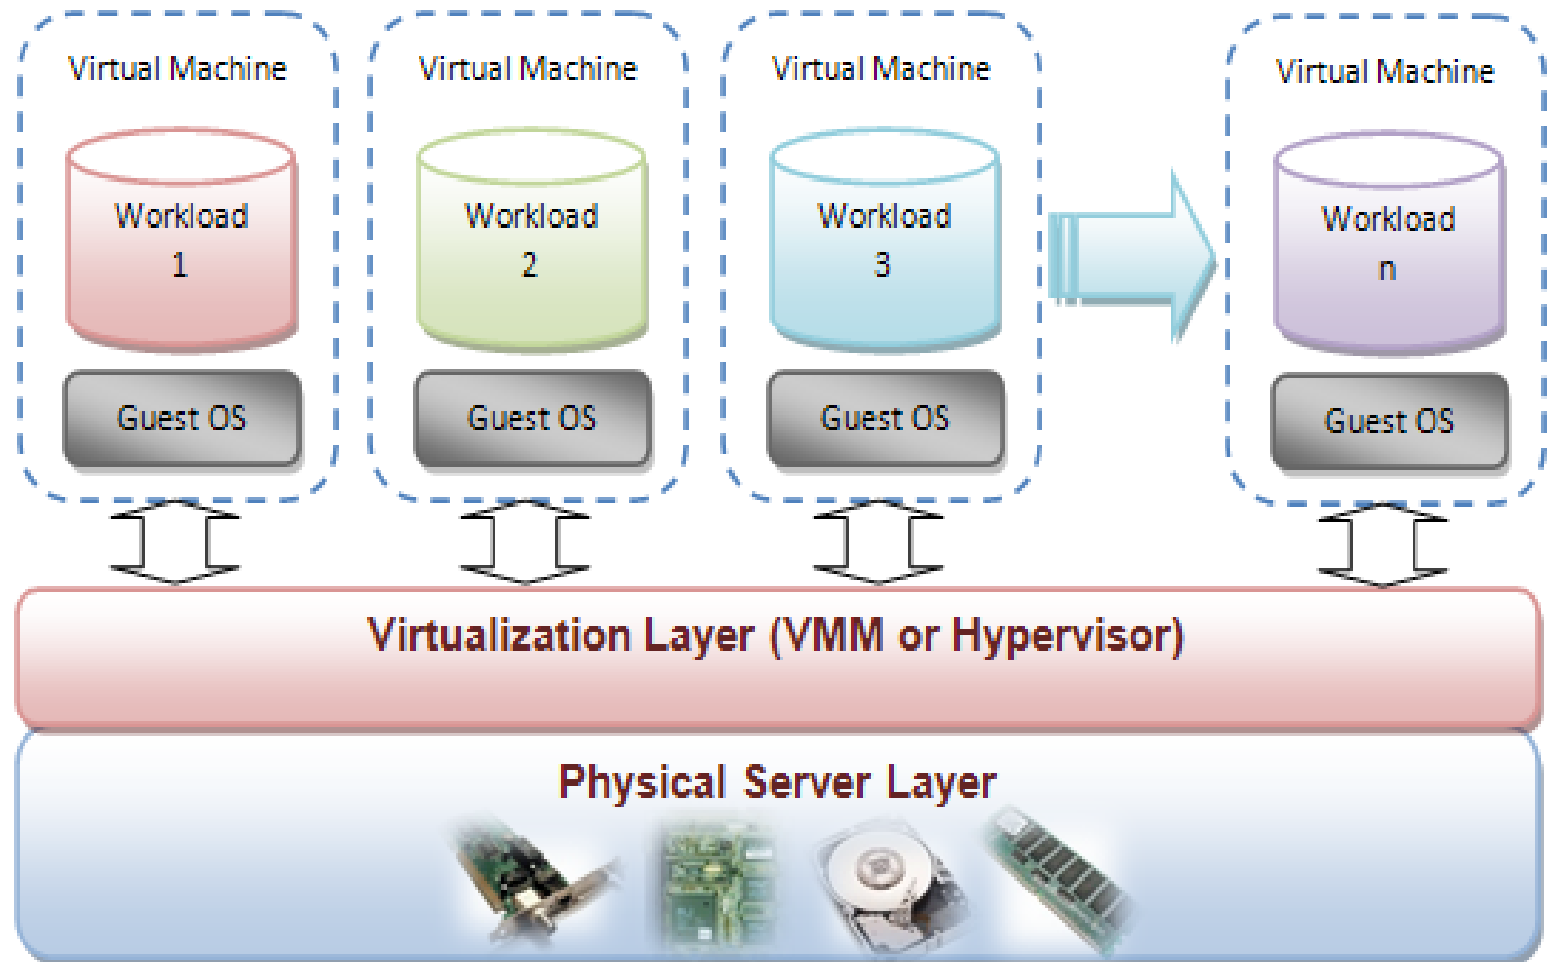 Virtual Machine
Workload
1
Guest OS
Virtual Machine
Workload
2
Guest OS
Virtual Machine
Workload
3
Guest OS
Virtual Machine
Workload
n
Guest OS
Virtualization Layer (VMM or Hypervisor)
Physical Server Layer